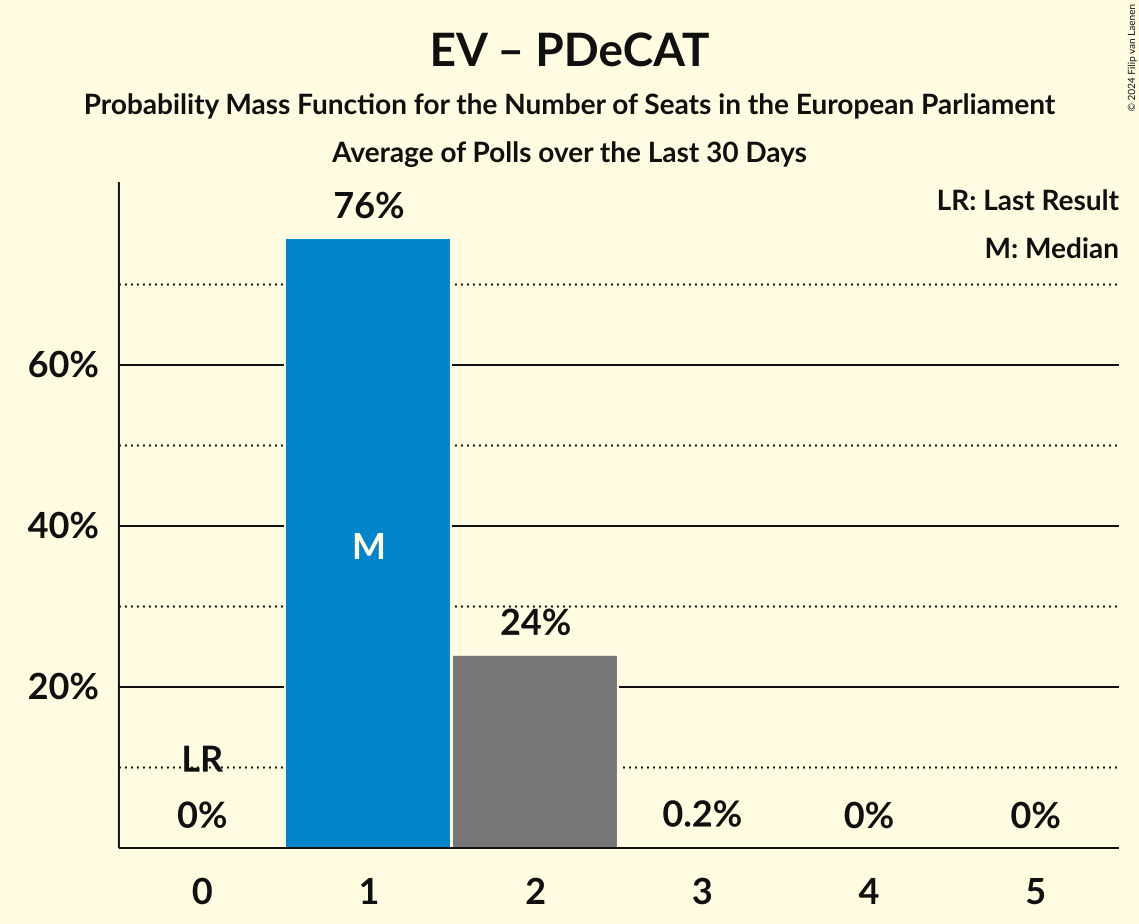 EV – PDeCAT
Probability Mass Function for the Number of Seats in the European Parliament
Average of Polls over the Last 30 Days
© 2024 Filip van Laenen
LR: Last Result
M: Median
76%
60%
40%
M
24%
20%
LR
0%
0.2%
0%
0%
0 1 2 3 4 5